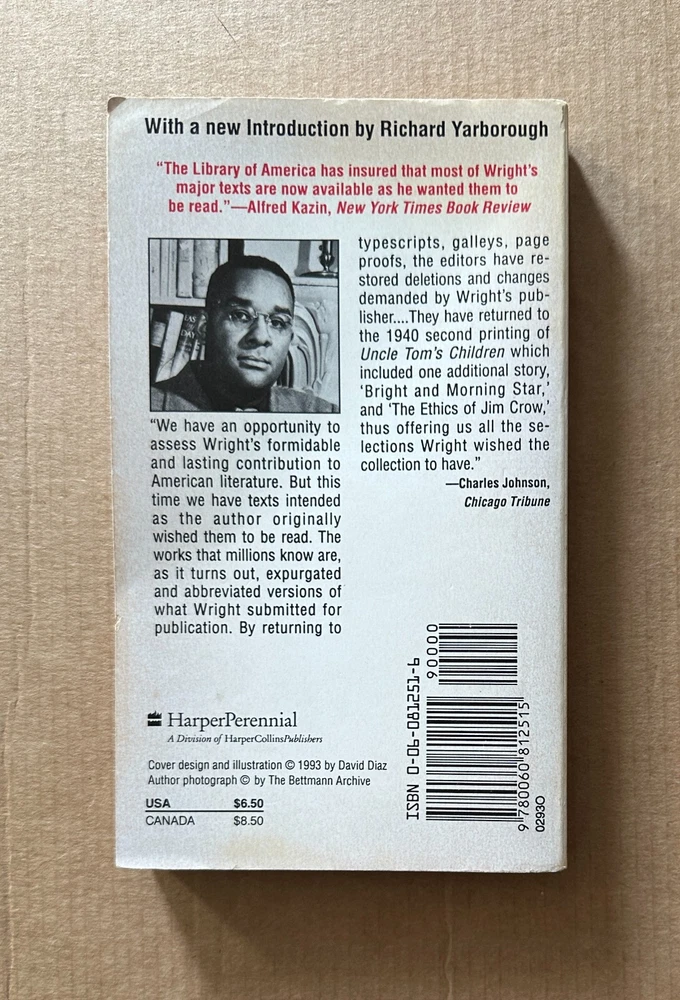 With a new Introduction by Richard Yarborough
“The Library of America has insured that most of Wright's
major texts are now available as he wanted them to
be read.”—Alfred Kazin, New York Times Book Review
“We have an opportunity to
assess Wright's formidable
and lasting contribution to
American literature. But this
time we have texts intended
as the author originally
wished them to be read. The
works that millions know are,
as it turns out, expurgated
and abbreviated versions of
what Wright submitted for
publication. By returning to
typescripts, galleys, page
proofs, the editors have re-
stored deletions and changes
demanded by Wright's pub-
lisher....They have returned to
the 1940 second printing of
Uncle Tom's Children which
included one additional story,
‘Bright and Morning Star,’
and ‘The Ethics of Jim Crow,’
thus offering us all the se-
lections Wright wished the
collection to have.”
—Charles Johnson,
Chicago Tribune
HarperPerennial
A Division of HarperCollinsPublishers
Cover design and illustration © 1993 by David Diaz
Author photograph © by The Bettmann Archive
USA $6.50
CANADA $8.50
ISBN 0-06-081251-6
90000
9 780060 812515
02930